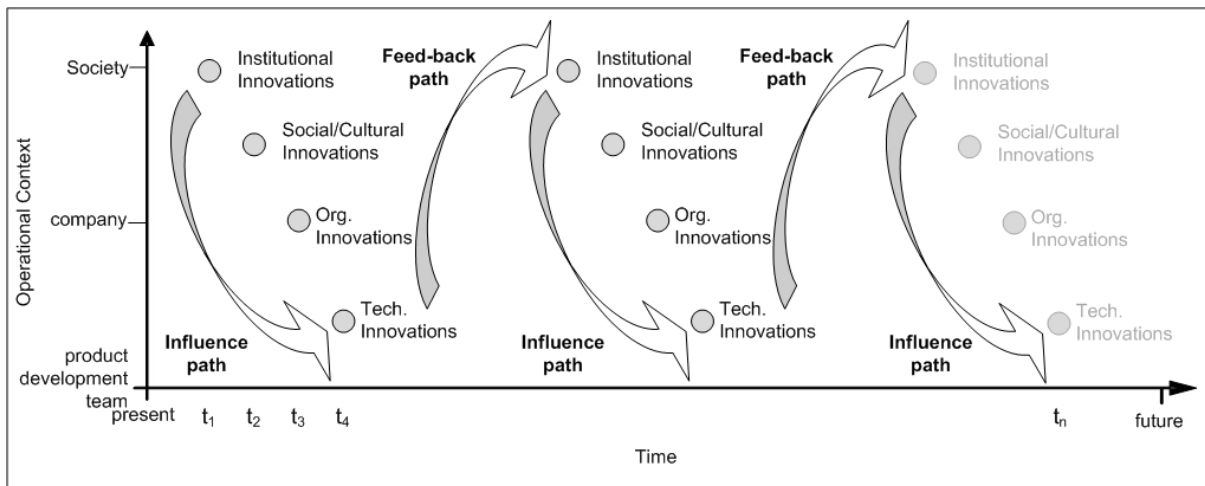 Operational Context
Society
company
product
development
team
Institutional
Innovations
Social/Cultural
Innovations
Org.
Innovations
Tech.
Innovations
Influence
path
Feed-back
path
Institutional
Innovations
Social/Cultural
Innovations
Org.
Innovations
Tech.
Innovations
Influence
path
Feed-back
path
Institutional
Innovations
Social/Cultural
Innovations
Org.
Innovations
Tech.
Innovations
Influence
path
present
t1
t2
t3
t4
tn
future
Time